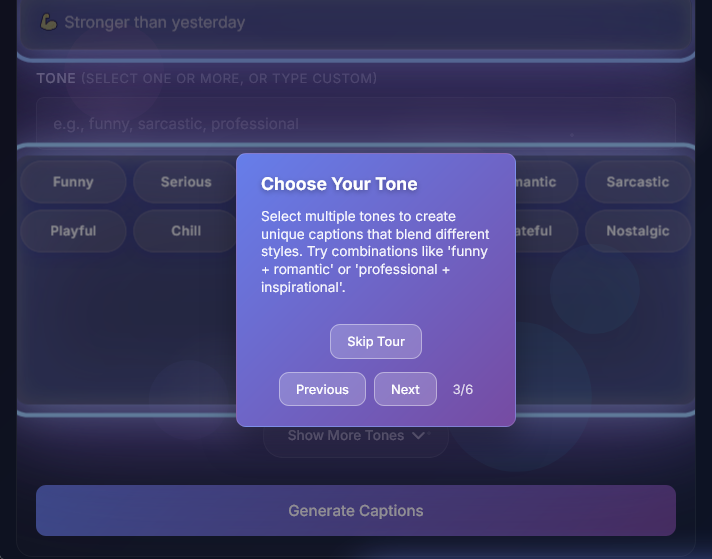 💪 Stronger than yesterday
TONE (SELECT ONE OR MORE, OR TYPE CUSTOM)
e.g., funny, sarcastic, professional
Funny
Serious
mantic
Sarcastic
Playful
Chill
ateful
Nostalgic
Choose Your Tone
Select multiple tones to create
unique captions that blend different
styles. Try combinations like 'funny
+ romantic' or 'professional +
inspirational'.
Skip Tour
Previous
Next
3/6
Show More Tones
Generate Captions